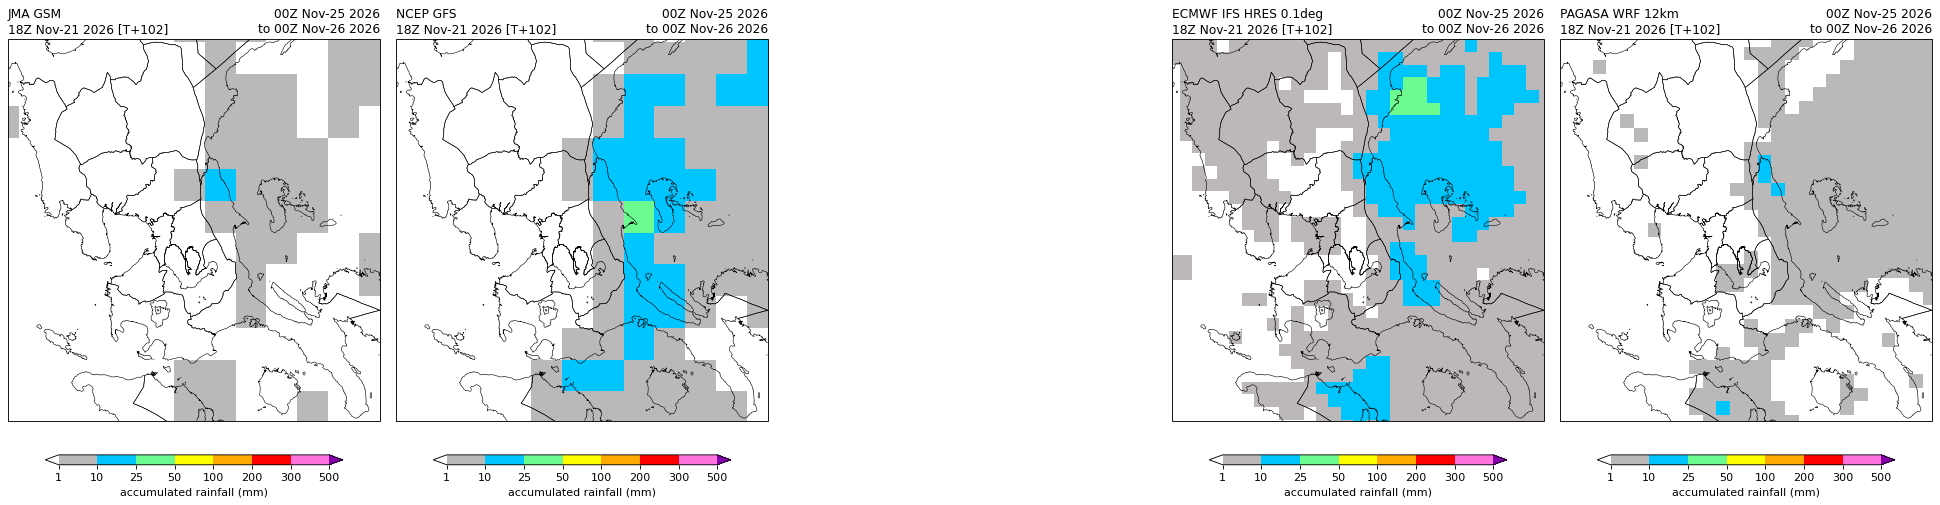 JMA GSM 00Z Nov-25 2026
18Z Nov-21 2026 [T+102] to 00Z Nov-26 2026
NCEP GFS 00Z Nov-25 2026
18Z Nov-21 2026 [T+102] to 00Z Nov-26 2026
ECMWF IFS HRES 0.1deg 00Z Nov-25 2026
18Z Nov-21 2026 [T+102] to 00Z Nov-26 2026
PAGASA WRF 12km 00Z Nov-25 2026
18Z Nov-21 2026 [T+102] to 00Z Nov-26 2026
1 10 25 50 100 200 300 500
accumulated rainfall (mm)
1 10 25 50 100 200 300 500
accumulated rainfall (mm)
1 10 25 50 100 200 300 500
accumulated rainfall (mm)
1 10 25 50 100 200 300 500
accumulated rainfall (mm)